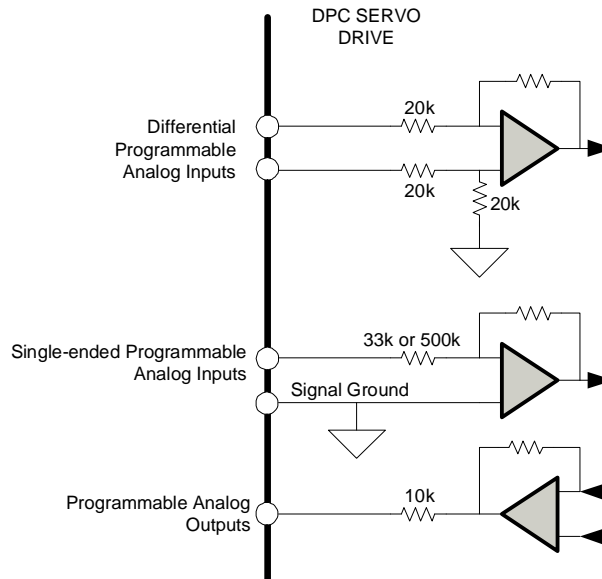 DPC SERVO
DRIVE
20k
Differential
Programmable
Analog Inputs
20k
20k
33k or 500k
Single-ended Programmable
Analog Inputs
Signal Ground
Programmable Analog
Outputs
10k